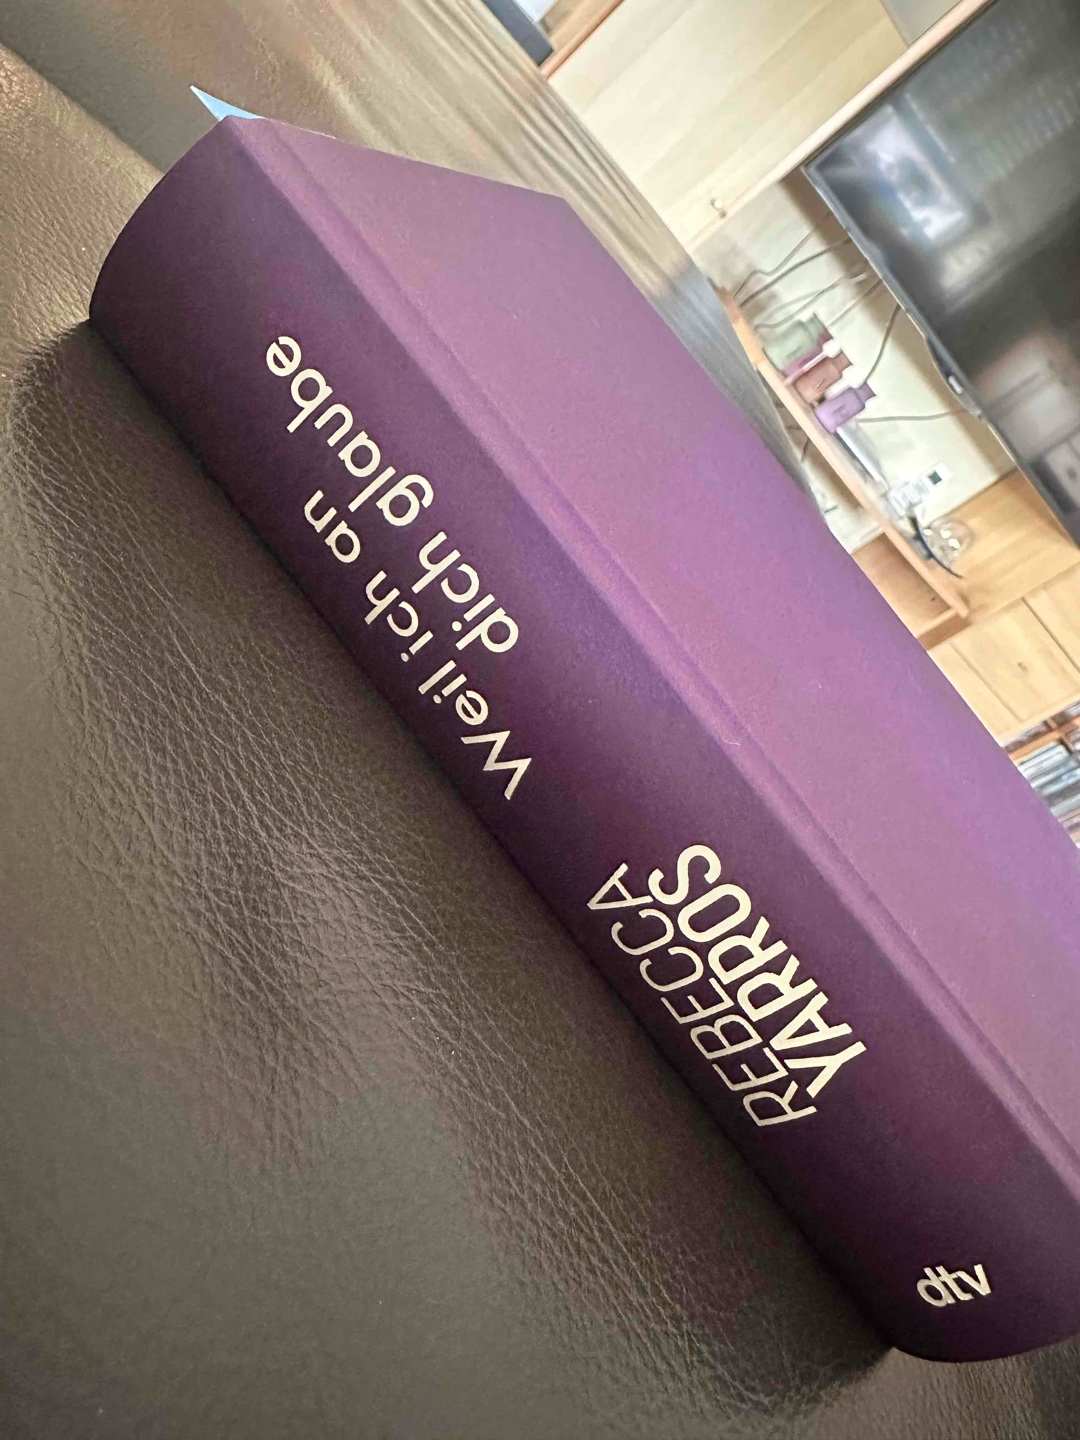 REBECCA
YARROS
Weil ich an
dich glaube
dtv